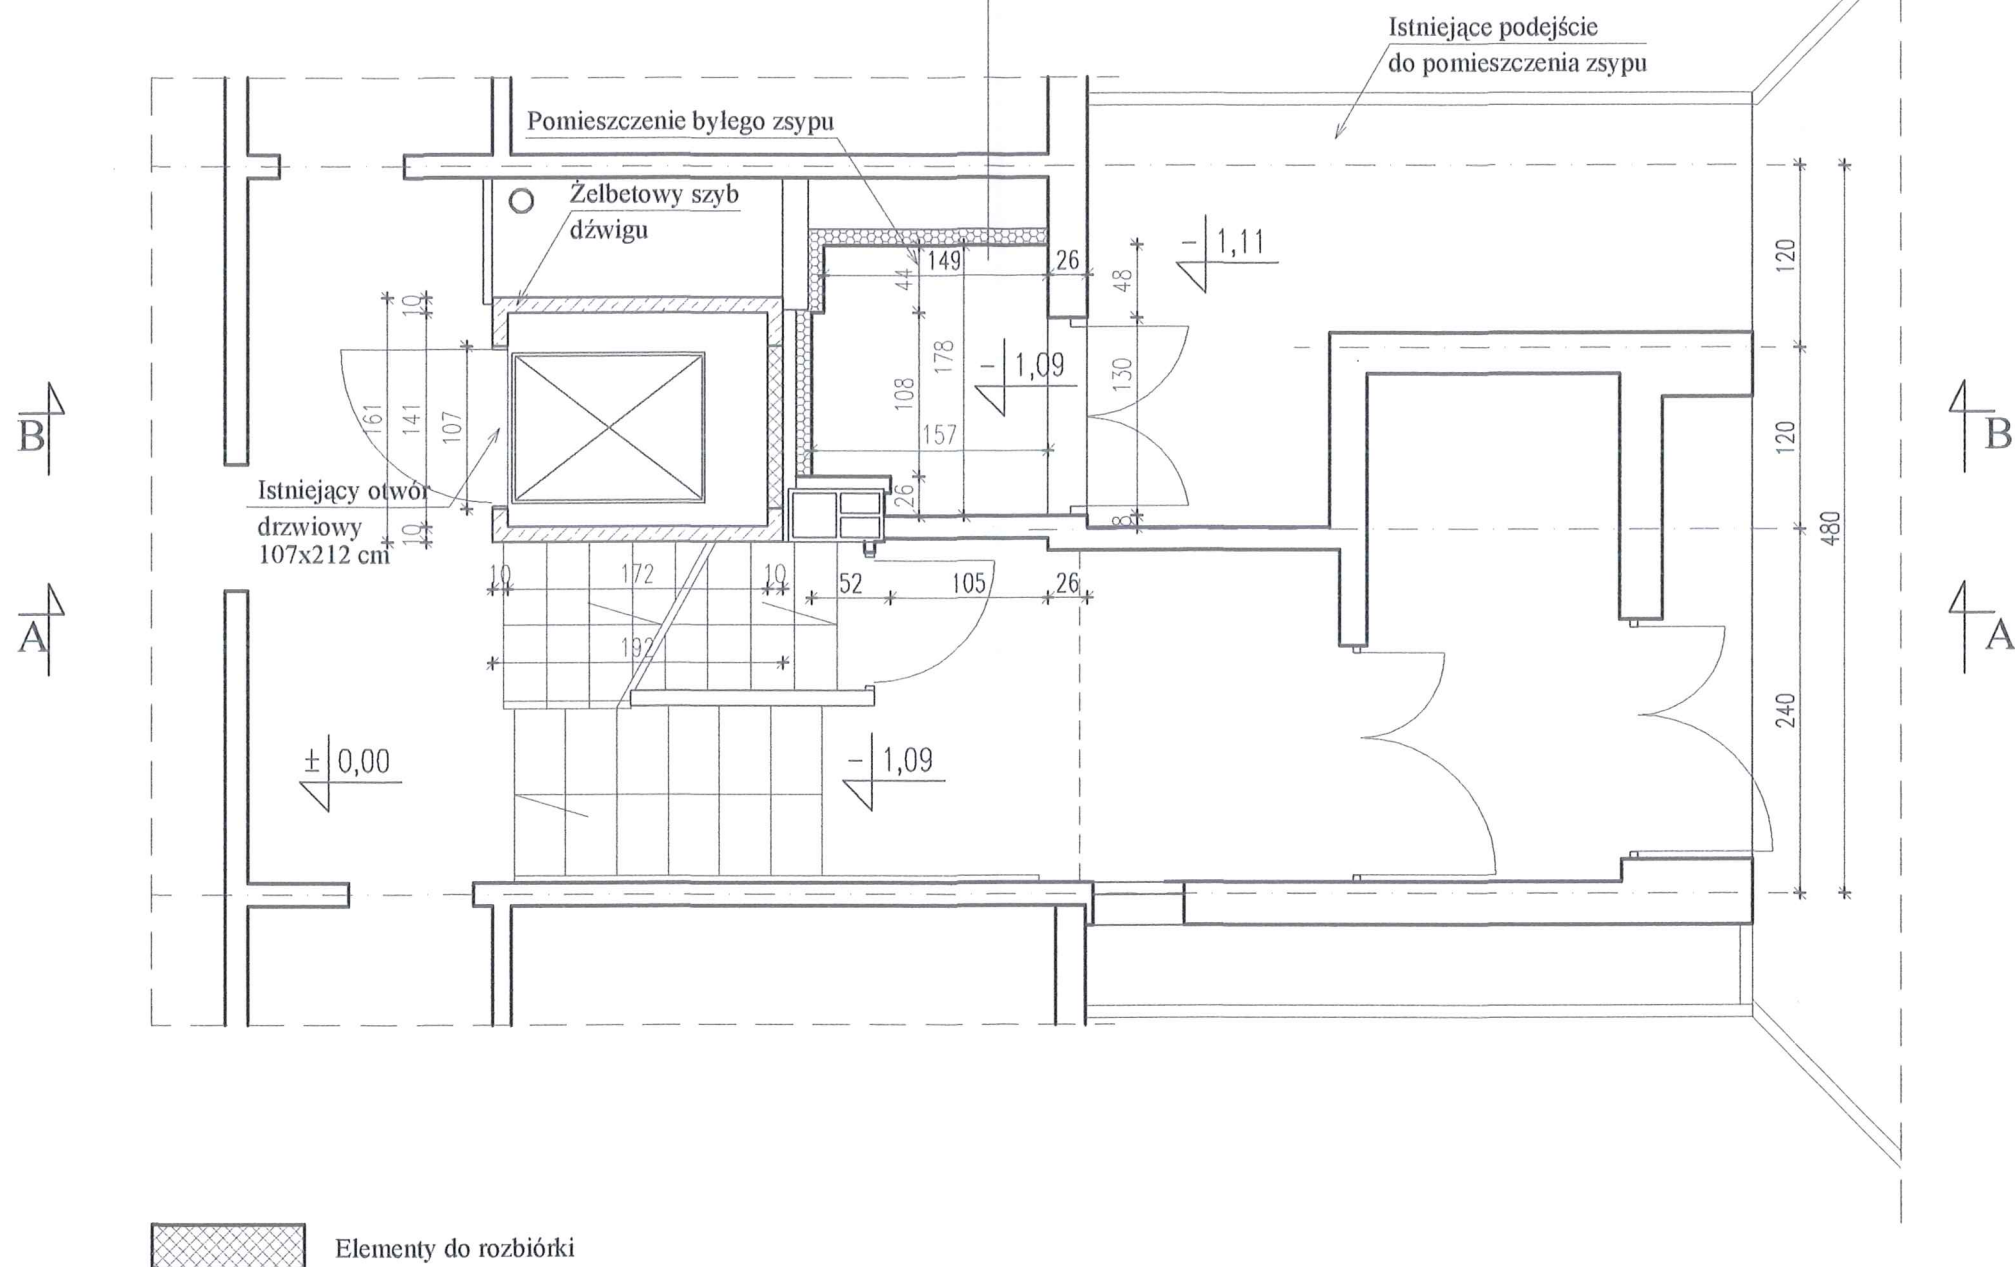 Istniejące podejście
do pomieszczenia zsypu
Pomieszczenie byłego zsypu
Żelbetowy szyb
dźwigu
- 1,11
149
26
44
48
120
10
- 1,09
178
108
130
157
161
141
107
B
B
120
480
Istniejący otwór
drzwiowy
107x212 cm
26
8
10
10
172
10
52
105
26
A
A
192
240
± 0,00
- 1,09
Elementy do rozbiórki